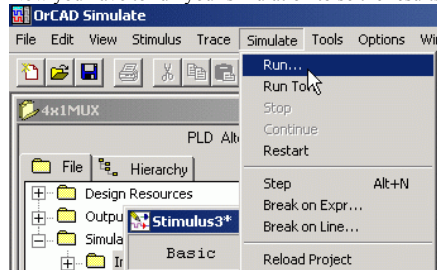 OrCAD Simulate
File Edit View Stimulus Trace Simulate Tools Options
Run...
Run To
Stop
Continue
Restart
Step Alt+N
Break on Expr...
Break on Line...
Reload Project
4x1MUX
PLD
File Hierarchy
Design Resources
Simula
Stimulus3*
Basic